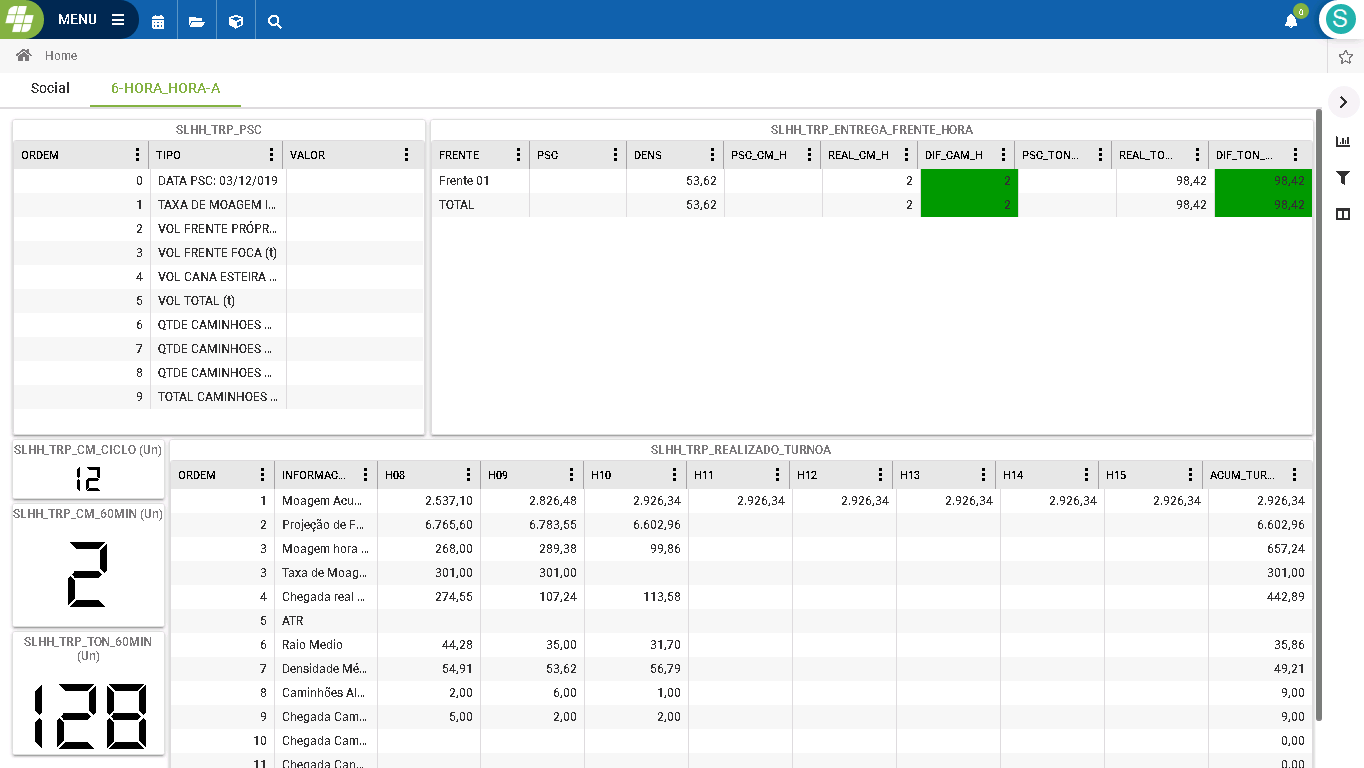 MENU
0
S
Home
Social
6-HORA_HORA-A
SLHH_TRP_PSC
ORDEM TIPO VALOR
0 DATA PSC: 03/12/019
1 TAXA DE MOAGEM I...
2 VOL FRENTE PRÓPR...
3 VOL FRENTE FOCA (t)
4 VOL CANA ESTEIRA ...
5 VOL TOTAL (t)
6 QTDE CAMINHOES ...
7 QTDE CAMINHOES ...
8 QTDE CAMINHOES ...
9 TOTAL CAMINHOES ...
SLHH_TRP_ENTREGA_FRENTE_HORA
FRENTE PSC DENS PSC_CM_H REAL_CM_H DIF_CAM_H PSC_TON... REAL_TO... DIF_TON_...
Frente 01 53,62 2 2 98,42 98,42
TOTAL 53,62 2 2 98,42 98,42
SLHH_TRP_CM_CICLO (Un)
12
SLHH_TRP_CM_60MIN (Un)
2
SLHH_TRP_TON_60MIN
(Un)
128
SLHH_TRP_REALIZADO_TURNOA
ORDEM INFORMAC... H08 H09 H10 H11 H12 H13 H14 H15 ACUM_TUR...
1 Moagem Acu... 2.537,10 2.826,48 2.926,34 2.926,34 2.926,34 2.926,34 2.926,34 2.926,34 2.926,34
2 Projeção de F... 6.765,60 6.783,55 6.602,96 6.602,96
3 Moagem hora ... 268,00 289,38 99,86 657,24
3 Taxa de Moag... 301,00 301,00 301,00
4 Chegada real ... 274,55 107,24 113,58 442,89
5 ATR
6 Raio Medio 44,28 35,00 31,70 35,86
7 Densidade Mé... 54,91 53,62 56,79 49,21
8 Caminhões Al... 2,00 6,00 1,00 9,00
9 Chegada Cam... 5,00 2,00 2,00 9,00
10 Chegada Cam... 0,00
11 Chegada Can... 0,00